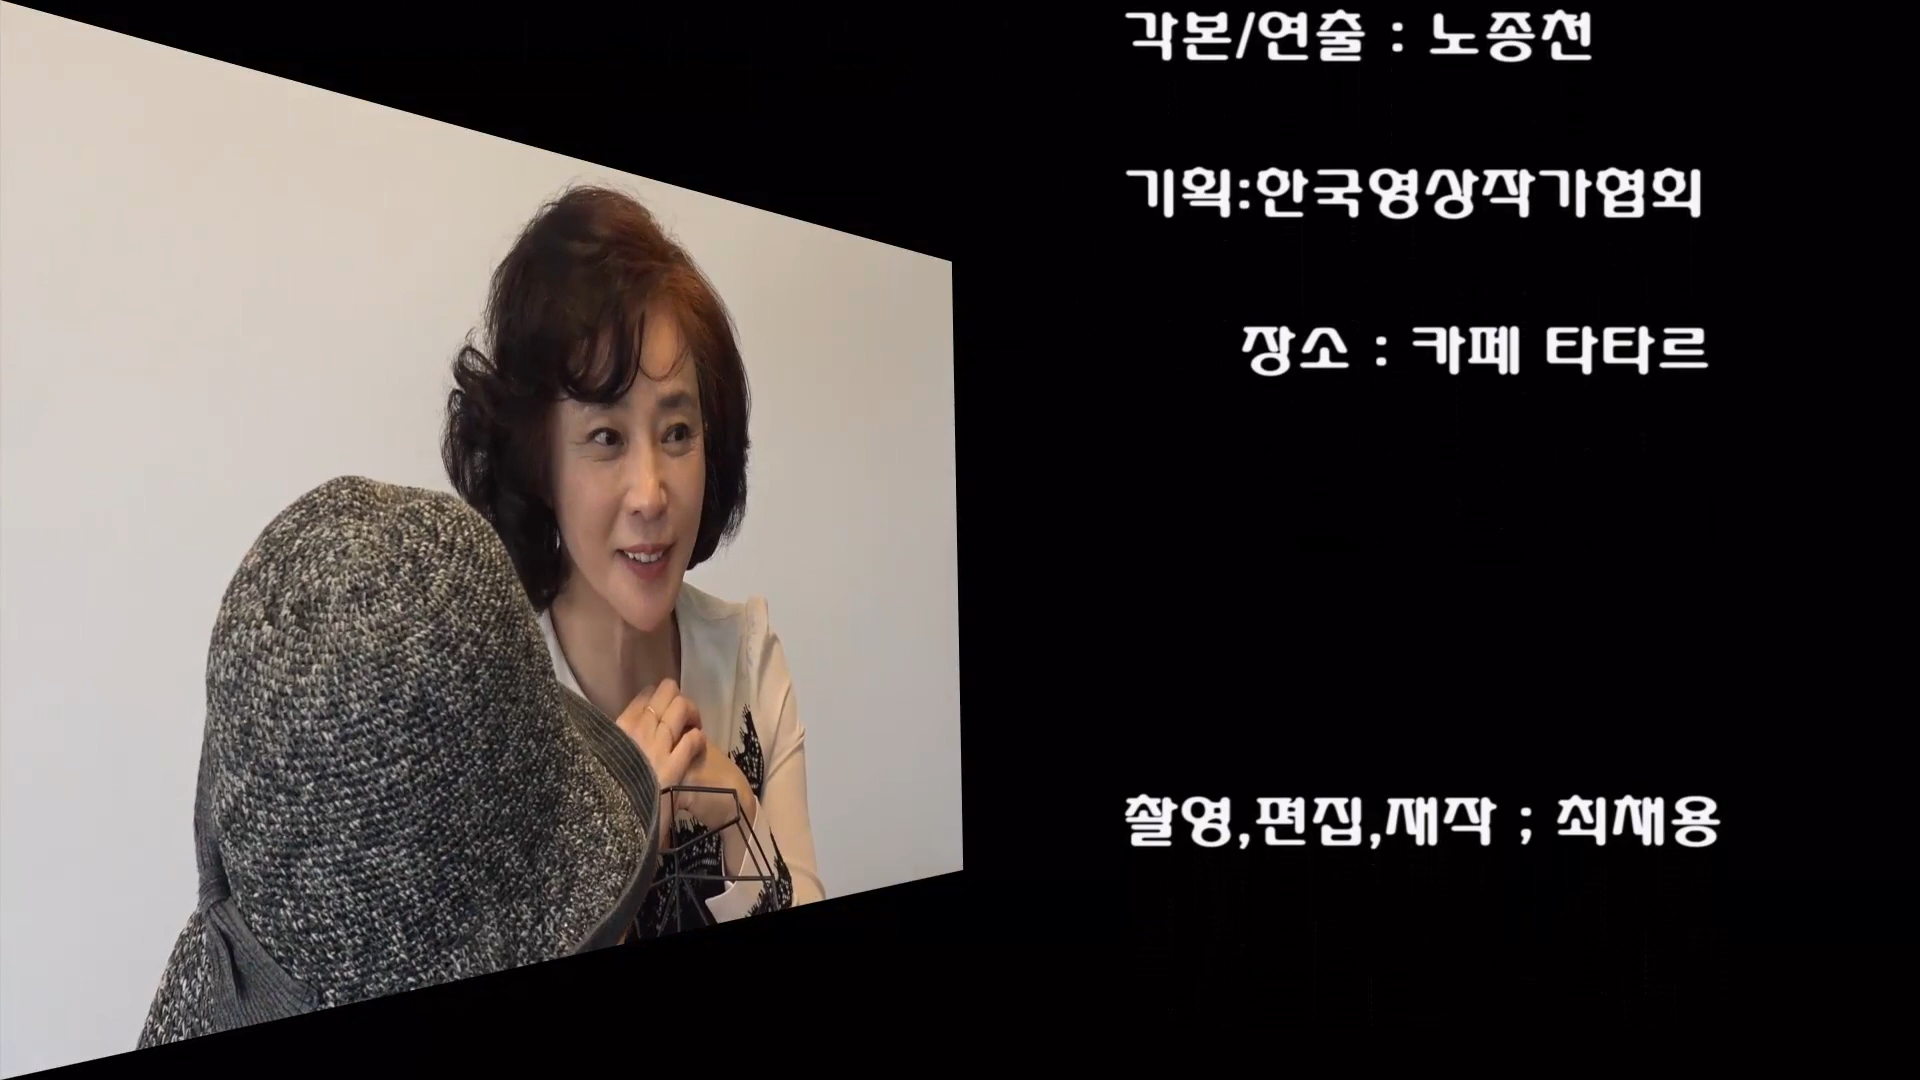 각본/연출 : 노종천
기획:한국영상작가협회
장소 : 카페 타타르
촬영,편집,재작 ; 최채용